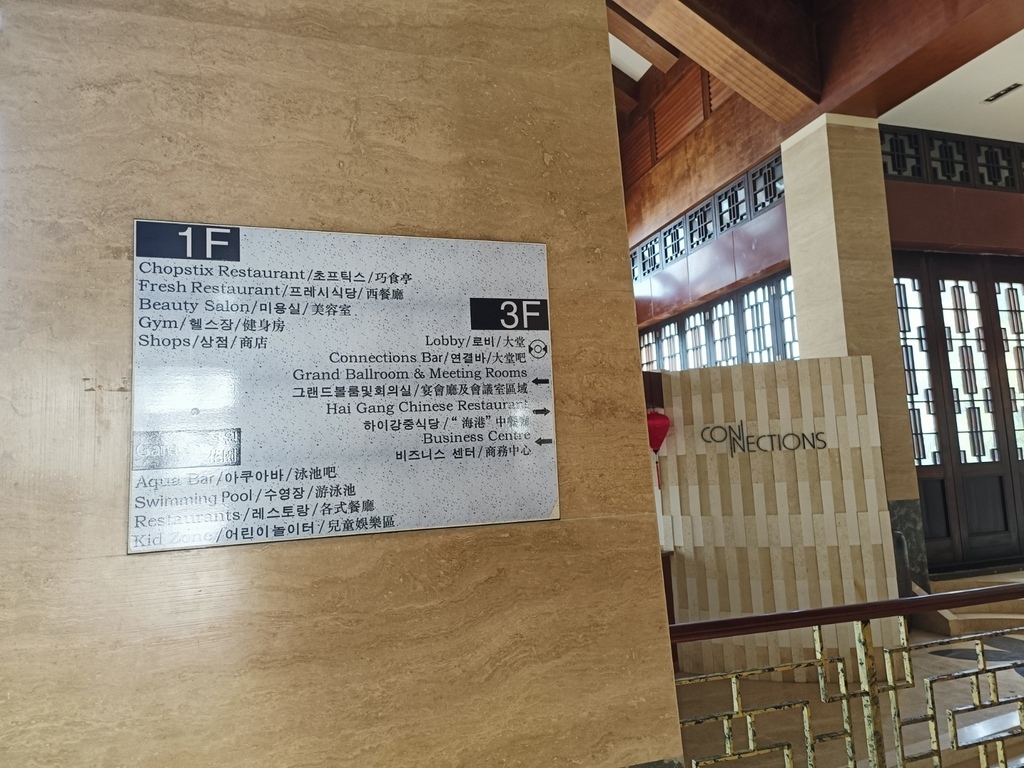 1F
Chopstix Restaurant/초프틱스/巧食亭
Fresh Restaurant/프레시식당/西餐廳
Beauty Salon/미용실/美容室
Gym/헬스장/健身房
Shops/상점/商店
3F
Lobby/로비/大堂
Connections Bar/연결바/大堂吧
Grand Ballroom & Meeting Rooms
그랜드볼룸및회의실/宴會廳及會議室區域
Hai Gang Chinese Restaurant
하이강중식당/“海港”中餐廳
Business Centre
비즈니스 센터/商務中心
Aqua Bar/아쿠아바/泳池吧
Swimming Pool/수영장/游泳池
Restaurants/레스토랑/各式餐廳
Kid Zone/어린이놀이터/兒童娛樂區
CONNECTIONS